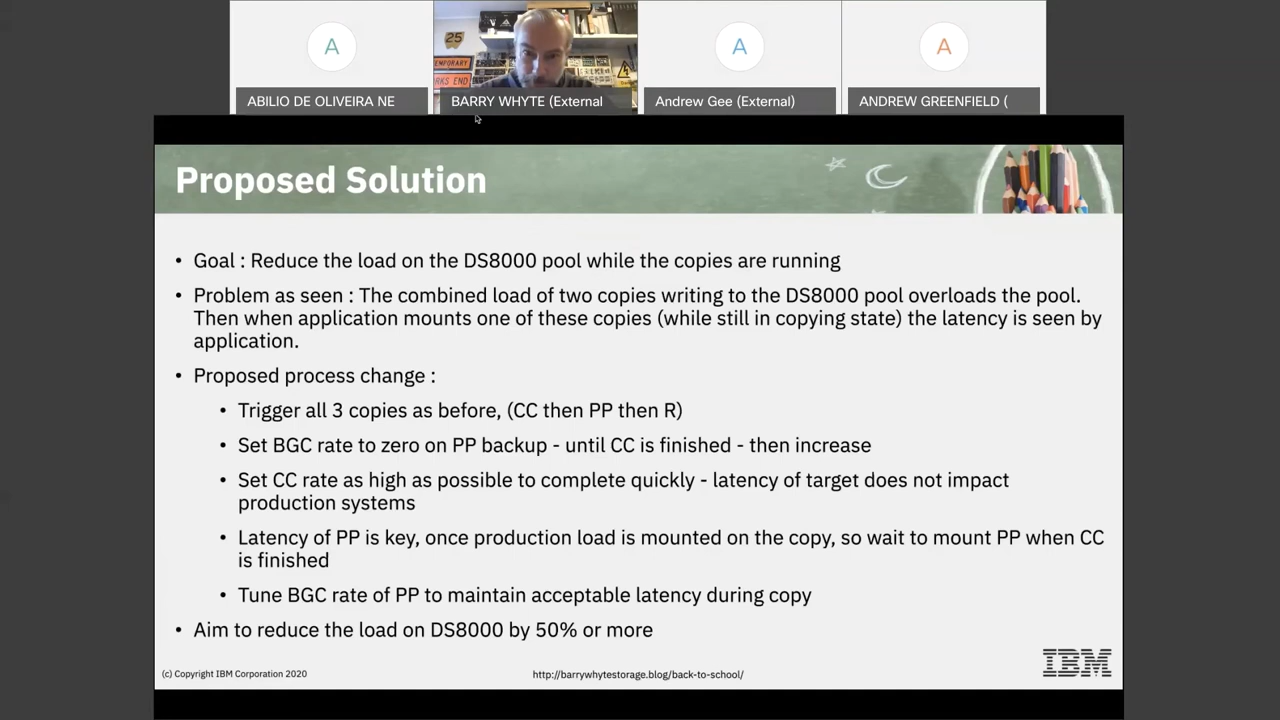 A
25
TEMPORARY
RKS END
A
A
ABILIO DE OLIVEIRA NE
BARRY WHYTE (External
Andrew Gee (External)
ANDREW GREENFIELD (
Proposed Solution
• Goal : Reduce the load on the DS8000 pool while the copies are running
• Problem as seen : The combined load of two copies writing to the DS8000 pool overloads the pool.
Then when application mounts one of these copies (while still in copying state) the latency is seen by
application.
• Proposed process change :
• Trigger all 3 copies as before, (CC then PP then R)
• Set BGC rate to zero on PP backup - until CC is finished - then increase
• Set CC rate as high as possible to complete quickly - latency of target does not impact
production systems
• Latency of PP is key, once production load is mounted on the copy, so wait to mount PP when CC
is finished
• Tune BGC rate of PP to maintain acceptable latency during copy
• Aim to reduce the load on DS8000 by 50% or more
(c) Copyright IBM Corporation 2020
http://barrywhytestorage.blog/back-to-school/
IBM